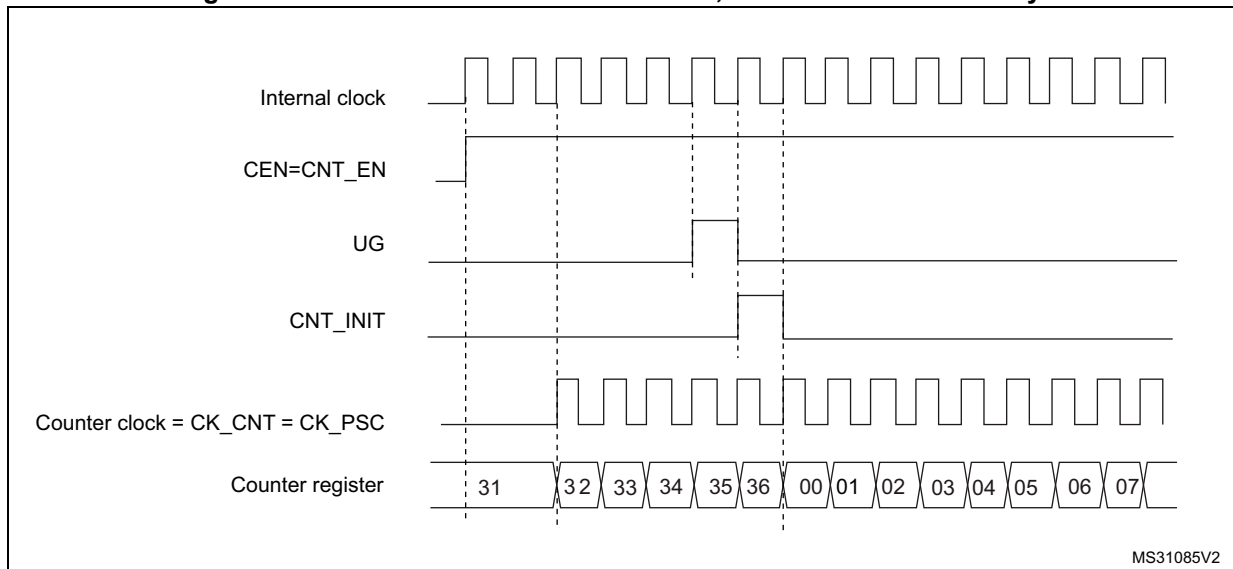 Internal clock
CEN=CNT_EN
UG
CNT_INIT
Counter clock = CK_CNT = CK_PSC
Counter register 31 32 33 34 35 36 00 01 02 03 04 05 06 07
MS31085V2